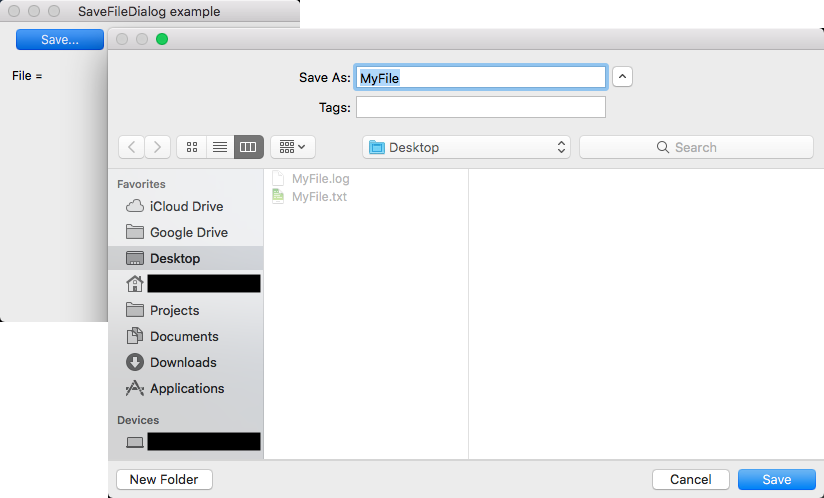 SaveFileDialog example
Save...
File =
Save As: MyFile
Tags:
Desktop
Search
Favorites
iCloud Drive
Google Drive
Desktop
Projects
Documents
Downloads
Applications
Devices
MyFile.log
MyFile.txt
New Folder
Cancel
Save